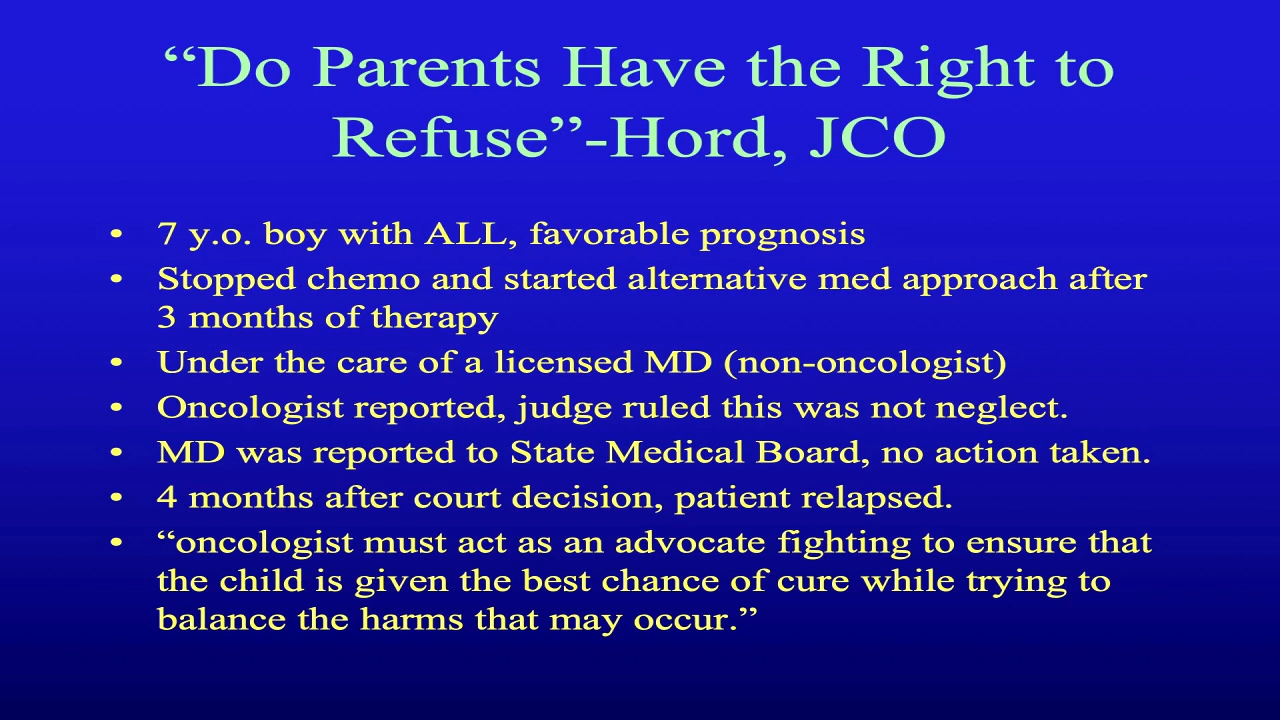 “Do Parents Have the Right to
Refuse”-Hord, JCO
• 7 y.o. boy with ALL, favorable prognosis
• Stopped chemo and started alternative med approach after
3 months of therapy
• Under the care of a licensed MD (non-oncologist)
• Oncologist reported, judge ruled this was not neglect.
• MD was reported to State Medical Board, no action taken.
• 4 months after court decision, patient relapsed.
• “oncologist must act as an advocate fighting to ensure that
the child is given the best chance of cure while trying to
balance the harms that may occur.”